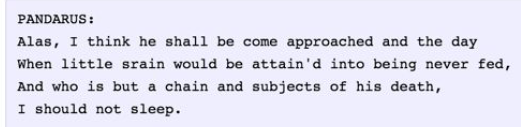 PANDARUS:
Alas, I think he shall be come approached and the day
When little srain would be attain'd into being never fed,
And who is but a chain and subjects of his death,
I should not sleep.